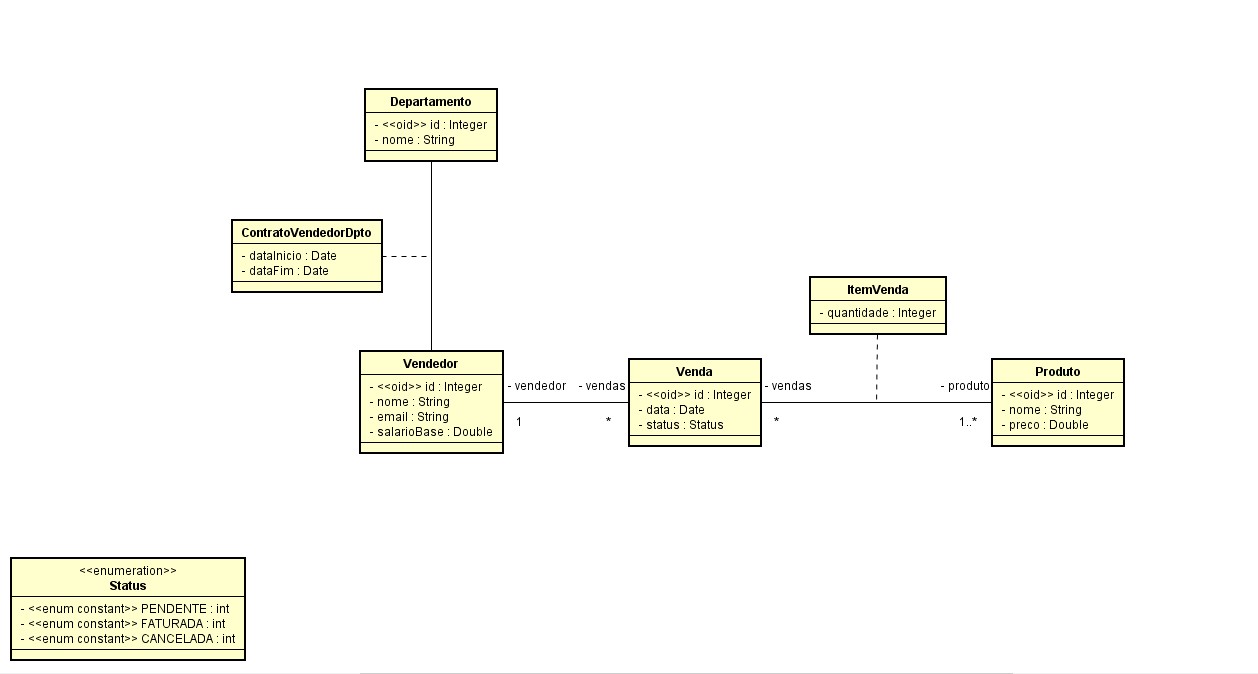 Departamento
- <<oid>> id : Integer
- nome : String
ContratoVendedorDpto
- dataInicio : Date
- dataFim : Date
ItemVenda
- quantidade : Integer
Vendedor
- <<oid>> id : Integer
- nome : String
- email : String
- salarioBase : Double
- vendedor
1
- vendas
*
Venda
- <<oid>> id : Integer
- data : Date
- status : Status
- vendas
*
- produto
1..*
Produto
- <<oid>> id : Integer
- nome : String
- preco : Double
<<enumeration>>
Status
- <<enum constant>> PENDENTE : int
- <<enum constant>> FATURADA : int
- <<enum constant>> CANCELADA : int